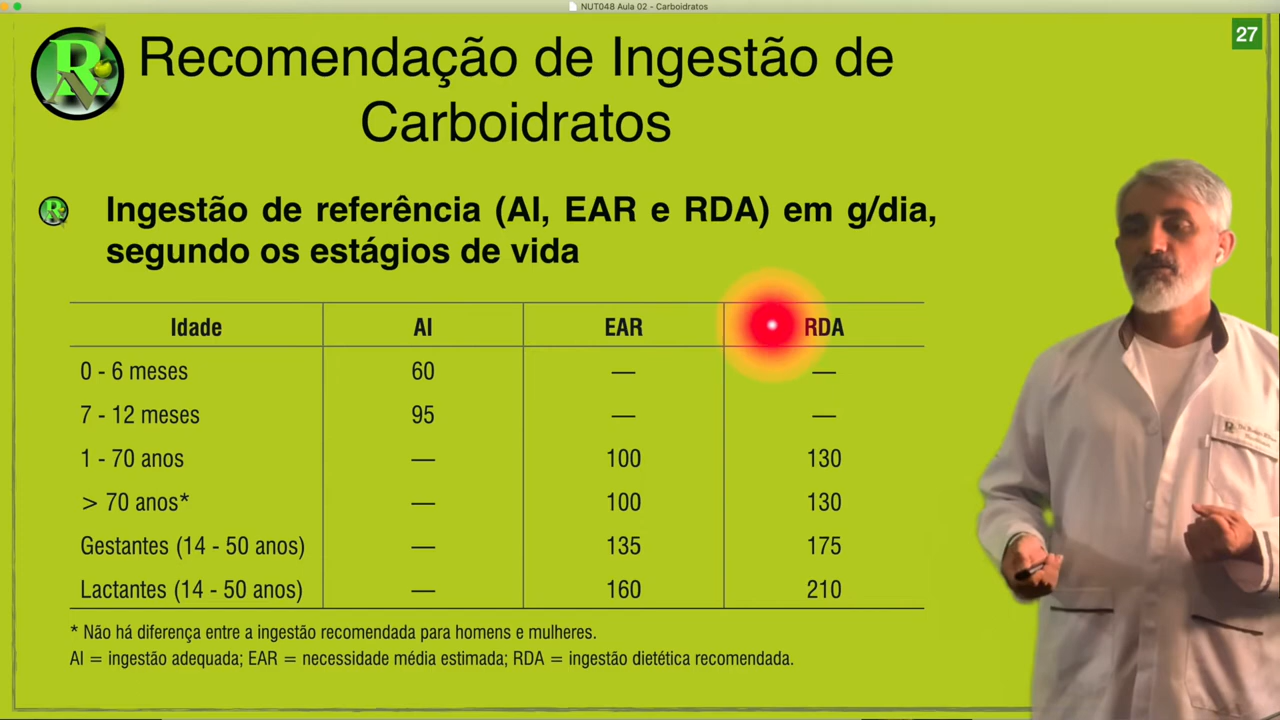 NUT048 Aula 02 - Carboidratos
27
Recomendação de Ingestão de
Carboidratos
Ingestão de referência (AI, EAR e RDA) em g/dia,
segundo os estágios de vida
Idade AI EAR RDA
0 - 6 meses 60 — —
7 - 12 meses 95 — —
1 - 70 anos — 100 130
> 70 anos* — 100 130
Gestantes (14 - 50 anos) — 135 175
Lactantes (14 - 50 anos) — 160 210
* Não há diferença entre a ingestão recomendada para homens e mulheres.
AI = ingestão adequada; EAR = necessidade média estimada; RDA = ingestão dietética recomendada.